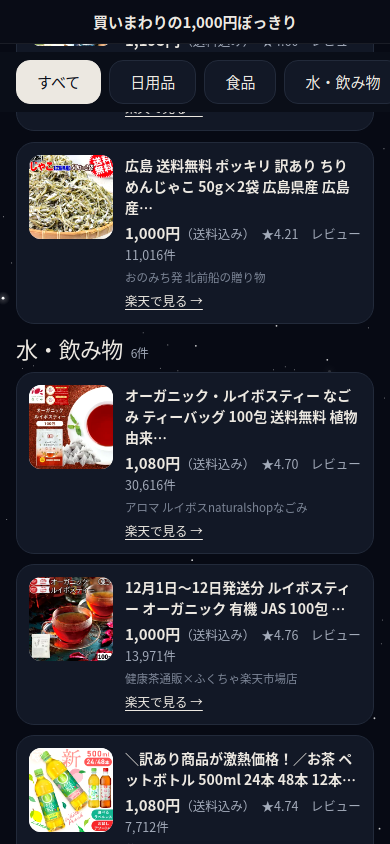 買いまわりの1,000円ぽっきり
すべて
日用品
食品
水・飲み物
広島 送料無料 ポッキリ 訳あり ちり
めんじゃこ 50g×2袋 広島県産 広島
産…
1,000円（送料込み） ★4.21 レビュー
11,016件
おのみち発 北前船の贈り物
楽天で見る →
水・飲み物 6件
オーガニック・ルイボスティー なご
み ティーバッグ 100包 送料無料 植物
由来…
1,080円（送料込み） ★4.70 レビュー
30,616件
アロマ ルイボスnaturalshopなごみ
楽天で見る →
12月1日〜12日発送分 ルイボスティ
ー オーガニック 有機 JAS 100包 …
1,000円（送料込み） ★4.76 レビュー
13,971件
健康茶通販×ふくちゃ楽天市場店
楽天で見る →
新
500ml
24/48本
＼訳あり商品が激熱価格！／お茶 ペ
ットボトル 500ml 24本 48本 12本…
1,080円（送料込み） ★4.74 レビュー
7,712件